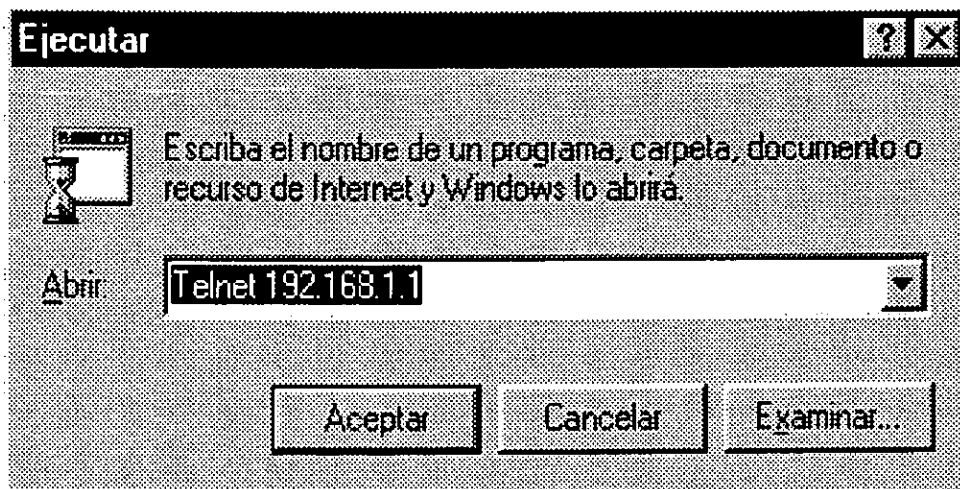 Ejecutar
Escriba el nombre de un programa, carpeta, documento o
recurso de Internet y Windows lo abrirá.
Abrir: Telnet 192.168.1.1
Aceptar Cancelar Examinar...